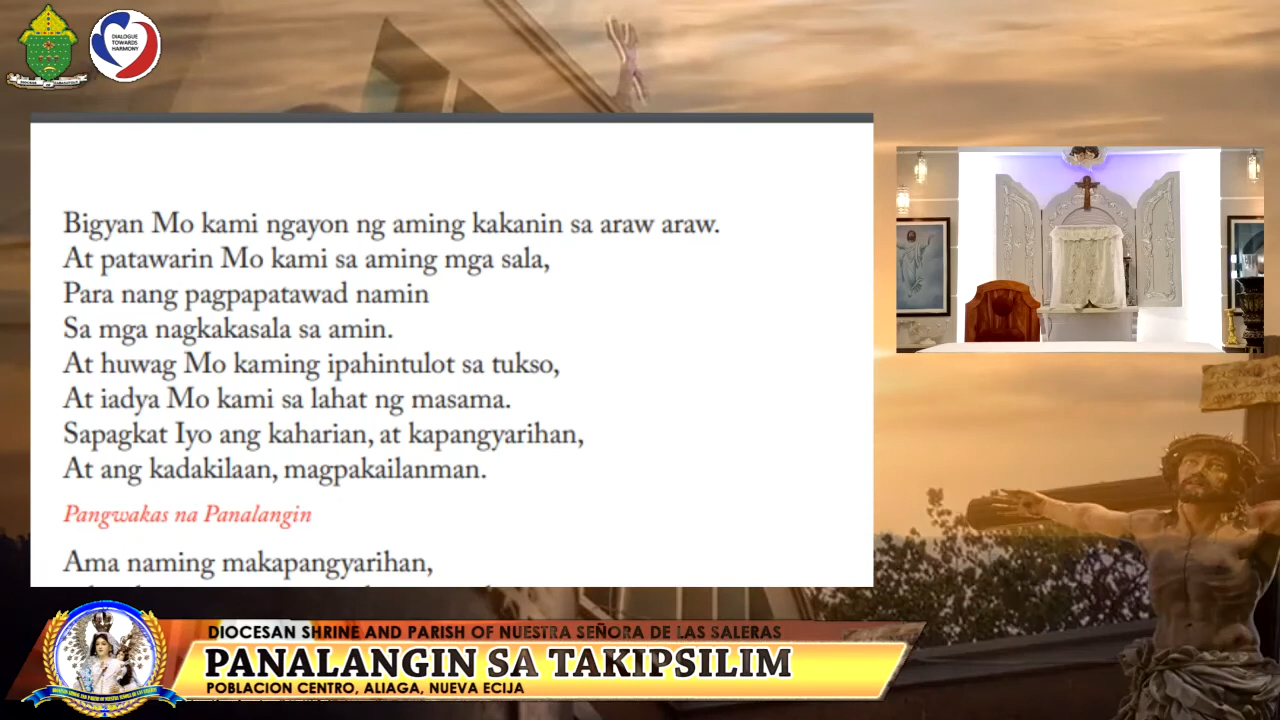 DIALOGUE
TOWARDS
HARMONY
Bigyan Mo kami ngayon ng aming kakanin sa araw araw.
At patawarin Mo kami sa aming mga sala,
Para nang pagpapatawad namin
Sa mga nagkakasala sa amin.
At huwag Mo kaming ipahintulot sa tukso,
At iadya Mo kami sa lahat ng masama.
Sapagkat Iyo ang kaharian, at kapangyarihan,
At ang kadakilaan, magpakailanman.
Pangwakas na Panalangin
Ama naming makapangyarihan,
DIOCESAN SHRINE AND PARISH OF NUESTRA SEÑORA DE LAS SALERAS
PANALANGIN SA TAKIPSILIM
POBLACION CENTRO, ALIAGA, NUEVA ECIJA